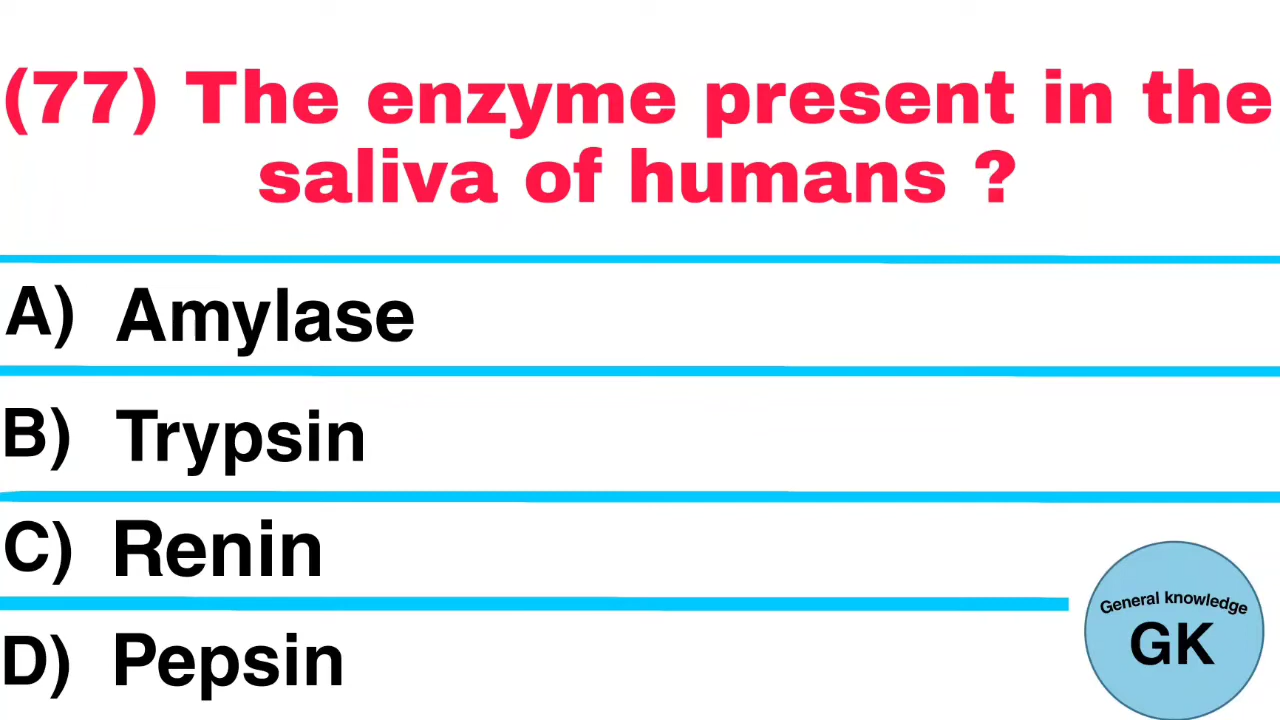 (77) The enzyme present in the
saliva of humans ?
A) Amylase
B) Trypsin
C) Renin
D) Pepsin
General knowledge
GK